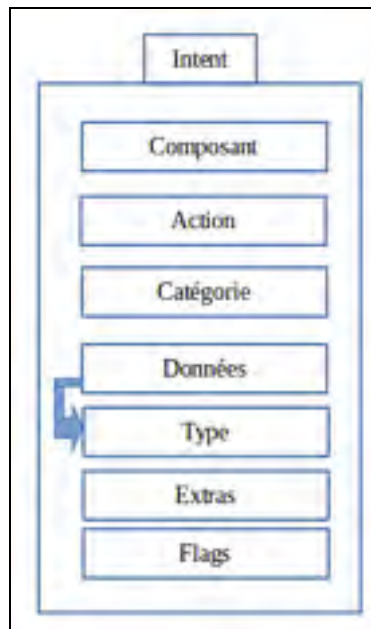 Intent
Composant
Action
Catégorie
Données
Type
Extras
Flags